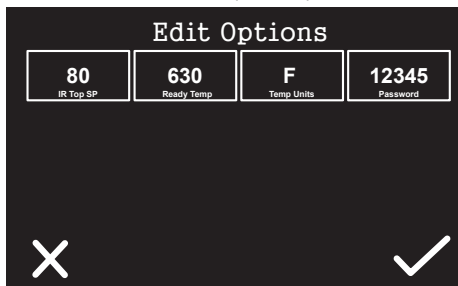 Edit Options
80 630 F 12345
IR Top SP Ready Temp Temp Units Password